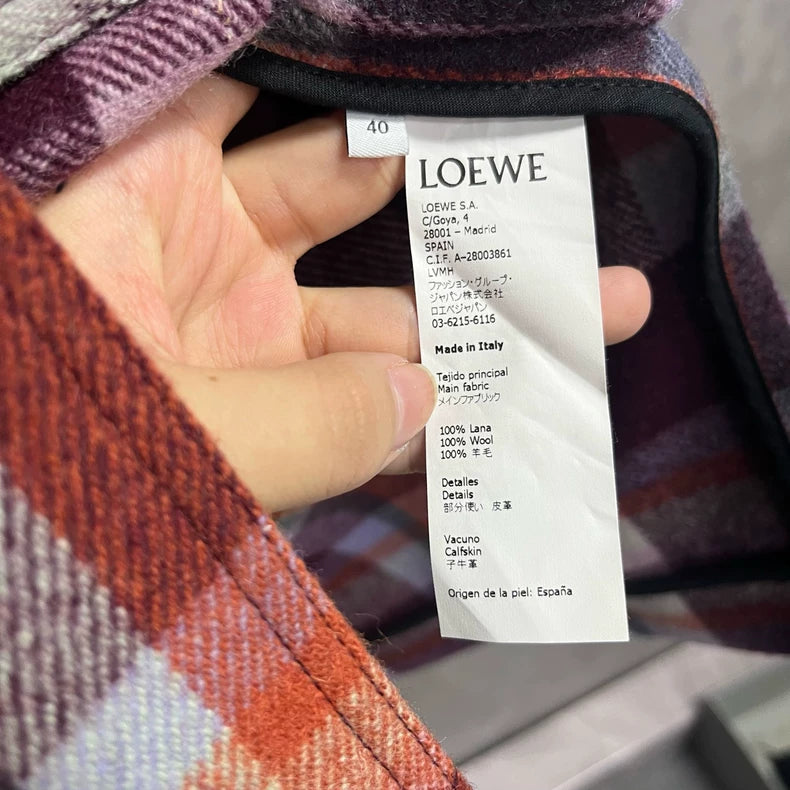 40
LOEWE
LOEWE S.A.
C/Goya, 4
28001 – Madrid
SPAIN
C.I.F. A–28003861
LVMH
ファッション・グループ・
ジャパン株式会社
ロエベジャパン
03-6215-6116
Made in Italy
Tejido principal
Main fabric
メインファブリック
100% Lana
100% Wool
100% 羊毛
Detalles
Details
部分使い 皮革
Vacuno
Calfskin
子牛革
Origen de la piel: España